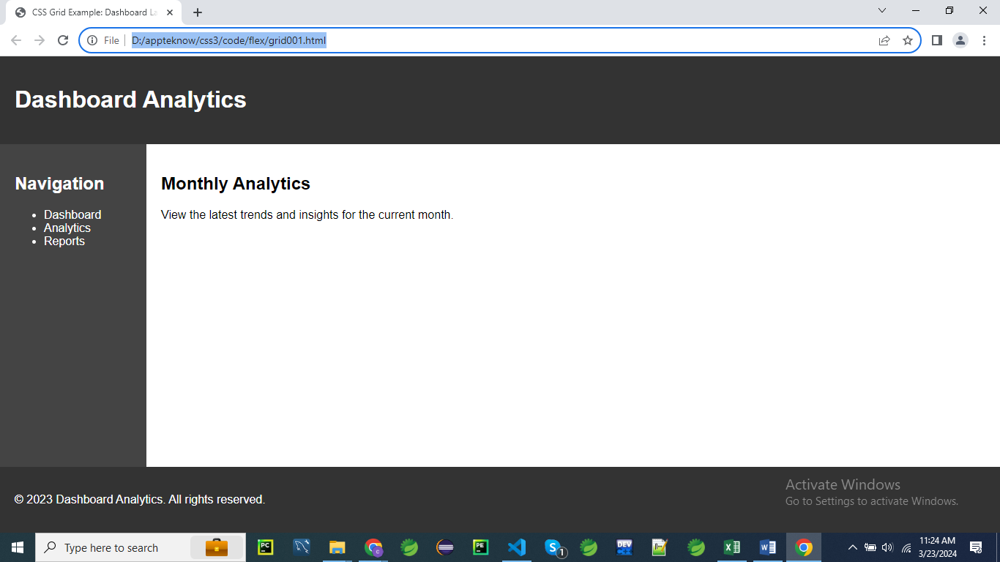 CSS Grid Example: Dashboard La
File
D:/appteknow/css3/code/flex/grid001.html
Dashboard Analytics
Navigation
• Dashboard
• Analytics
• Reports
Monthly Analytics
View the latest trends and insights for the current month.
© 2023 Dashboard Analytics. All rights reserved.
Activate Windows
Go to Settings to activate Windows.
Type here to search
PC
C
PE
S
1
DEV
X
W
11:24 AM
3/23/2024